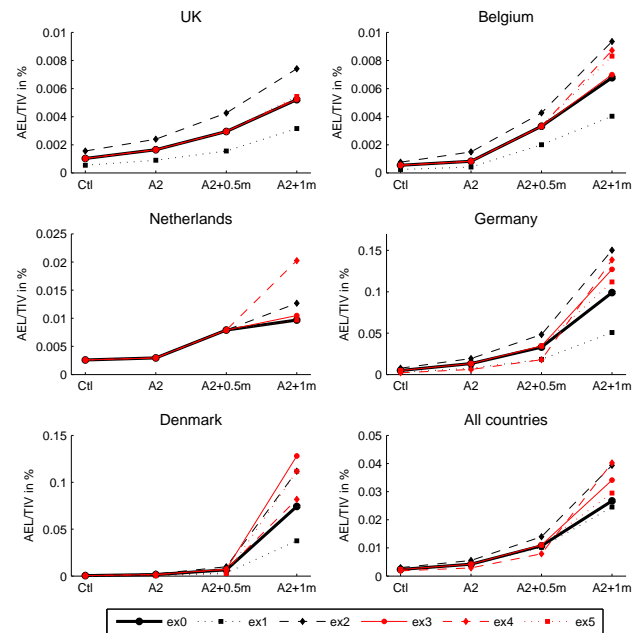 UK
0.01
0.008
0.006
0.004
0.002
0
AEL/TIV in %
Ctl A2 A2+0.5m A2+1m
Belgium
0.01
0.008
0.006
0.004
0.002
0
AEL/TIV in %
Ctl A2 A2+0.5m A2+1m
Netherlands
0.025
0.02
0.015
0.01
0.005
0
AEL/TIV in %
Ctl A2 A2+0.5m A2+1m
Germany
0.15
0.10
0.05
0
AEL/TIV in %
Ctl A2 A2+0.5m A2+1m
Denmark
0.15
0.1
0.05
0
AEL/TIV in %
Ctl A2 A2+0.5m A2+1m
All countries
0.05
0.04
0.03
0.02
0.01
0
AEL/TIV in %
Ctl A2 A2+0.5m A2+1m
ex0 ex1 ex2 ex3 ex4 ex5